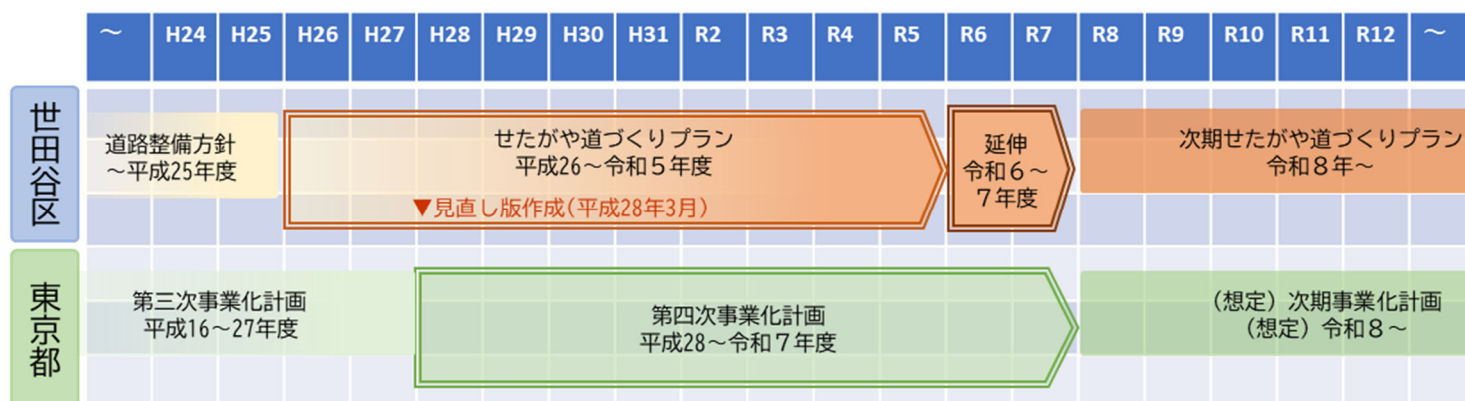 ～ H24 H25 H26 H27 H28 H29 H30 H31 R2 R3 R4 R5 R6 R7 R8 R9 R10 R11 R12 ～
世田谷区
道路整備方針
～平成25年度
せたがや道づくりプラン
平成26～令和５年度
▼見直し版作成（平成28年3月）
延伸
令和６～
７年度
次期せたがや道づくりプラン
令和８年～
東京都
第三次事業化計画
平成16～27年度
第四次事業化計画
平成28～令和７年度
（想定）次期事業化計画
（想定）令和８～